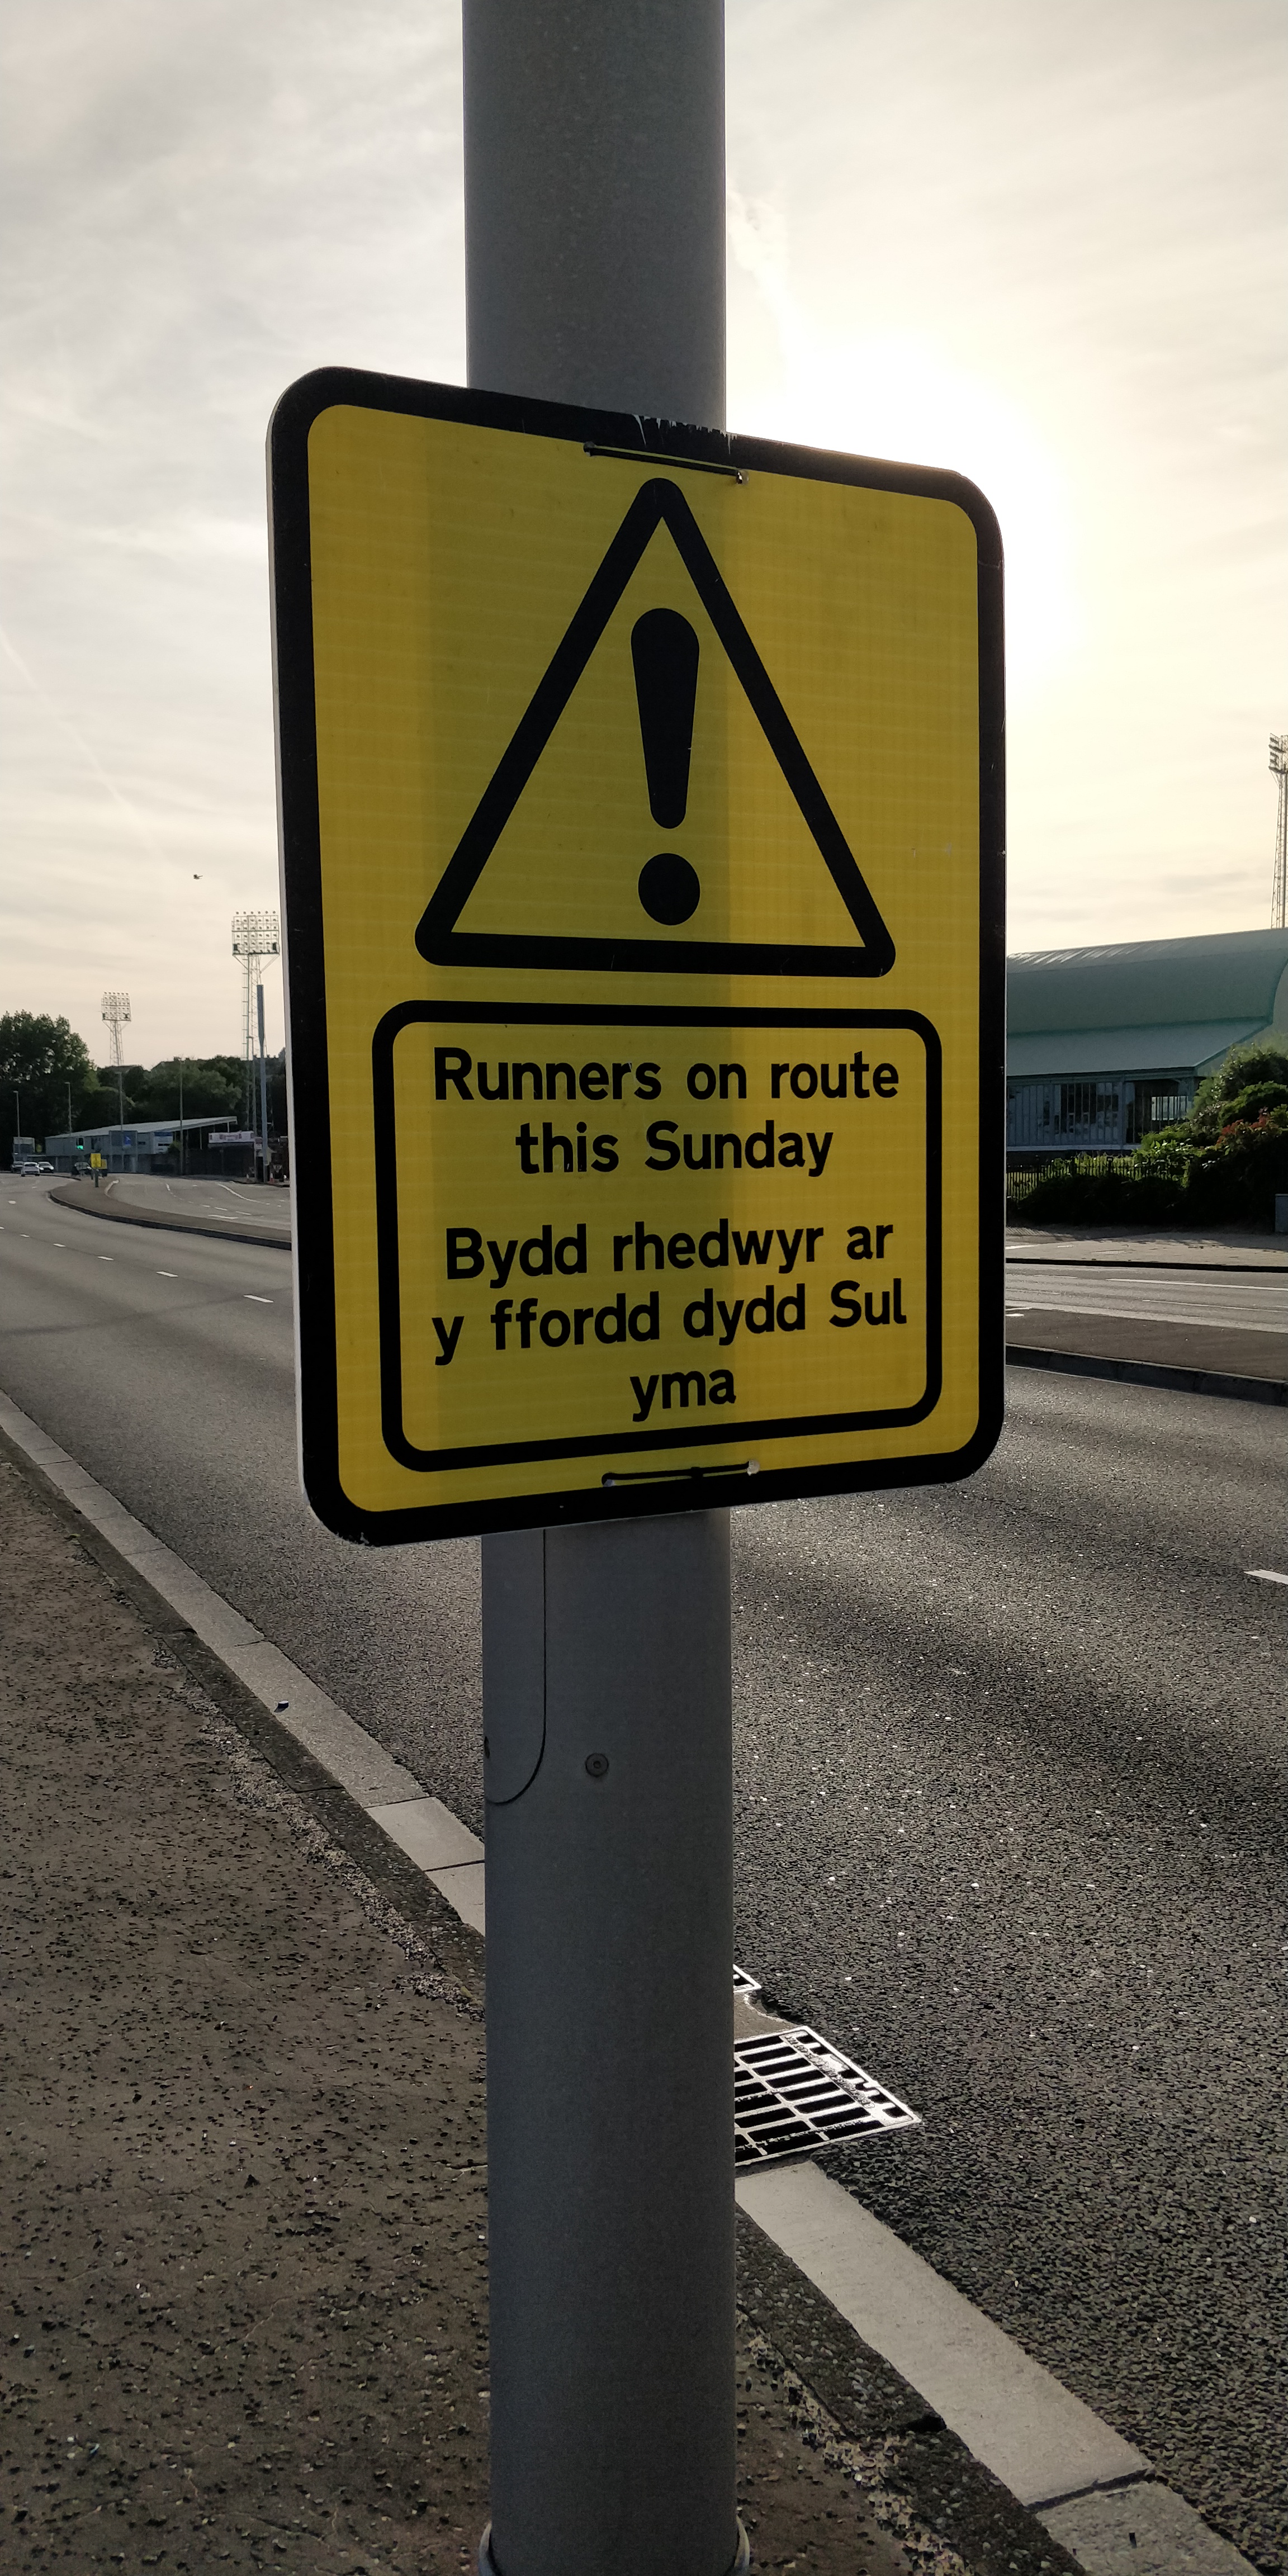 Runners on route
this Sunday
Bydd rhedwyr ar
y ffordd dydd Sul
yma